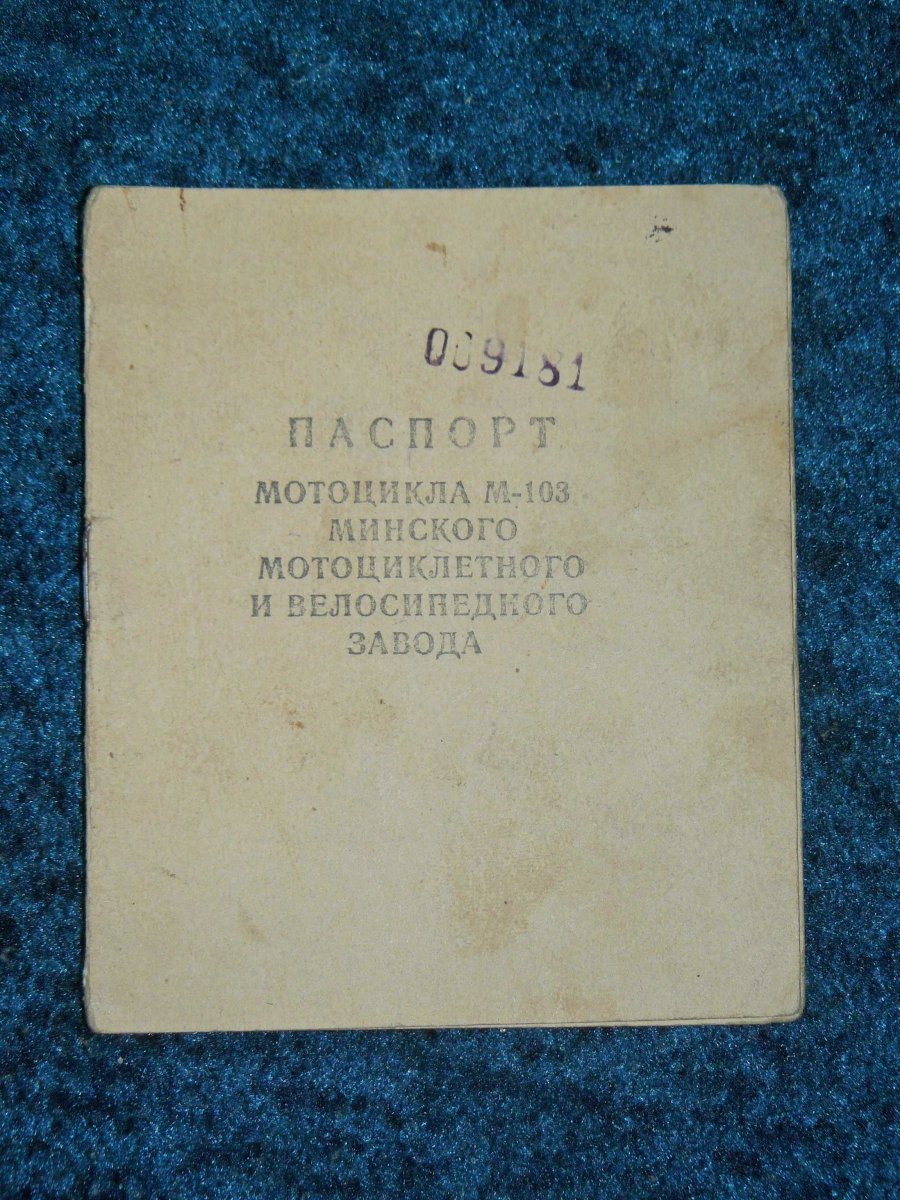 009181
ПАСПОРТ
МОТОЦИКЛА М-103
МИНСКОГО
МОТОЦИКЛЕТНОГО
И ВЕЛОСИПЕДНОГО
ЗАВОДА